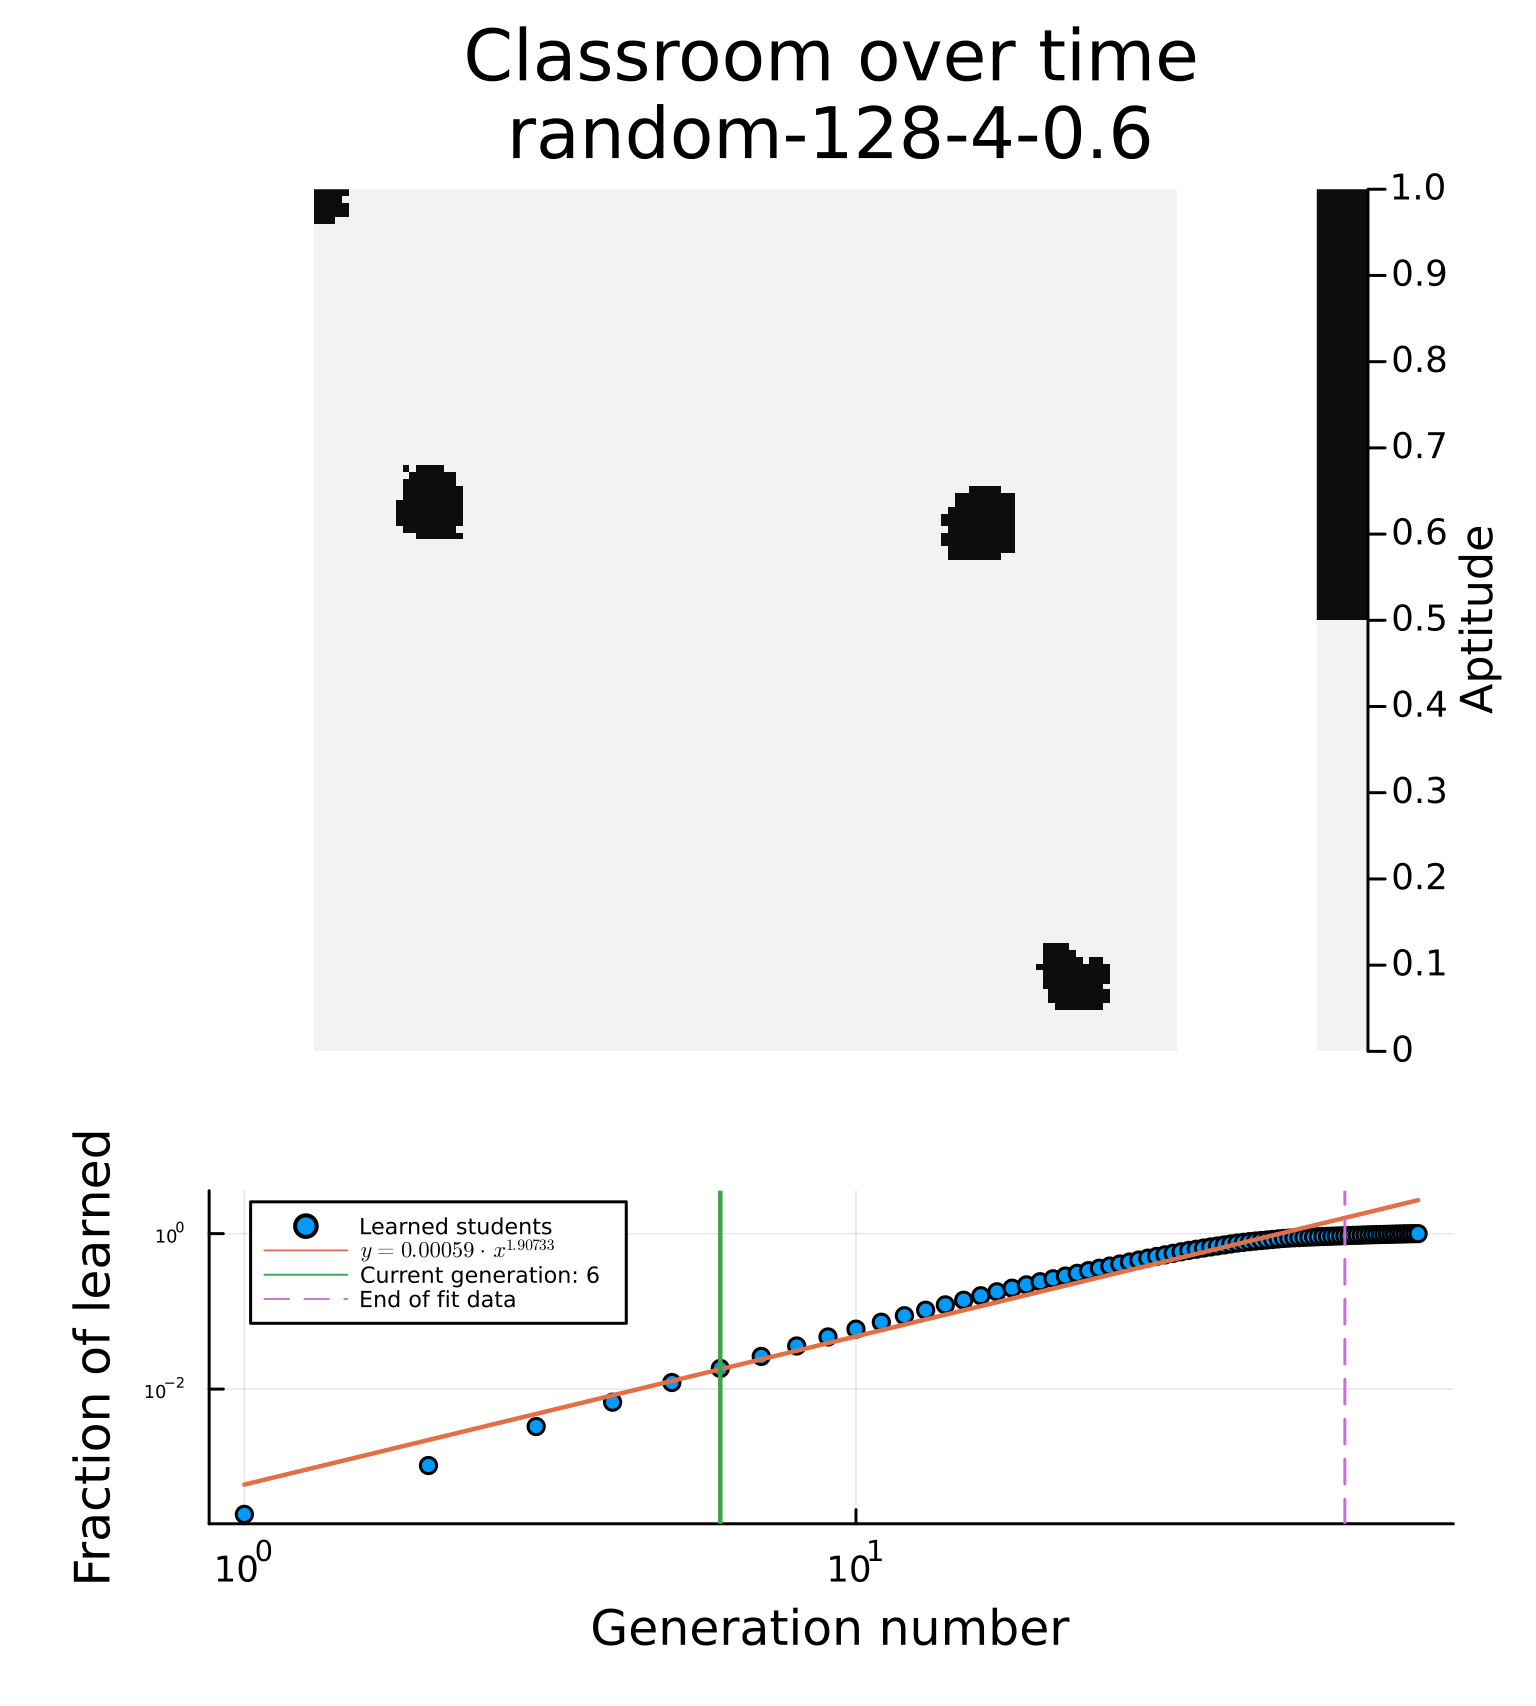 Classroom over time
random-128-4-0.6
1.0
0.9
0.8
0.7
0.6
0.5
0.4
0.3
0.2
0.1
0
Aptitude
Fraction of learned
10^0
10^-2
Learned students
y = 0.00059 · x^1.90733
Current generation: 6
End of fit data
10^0
10^1
Generation number